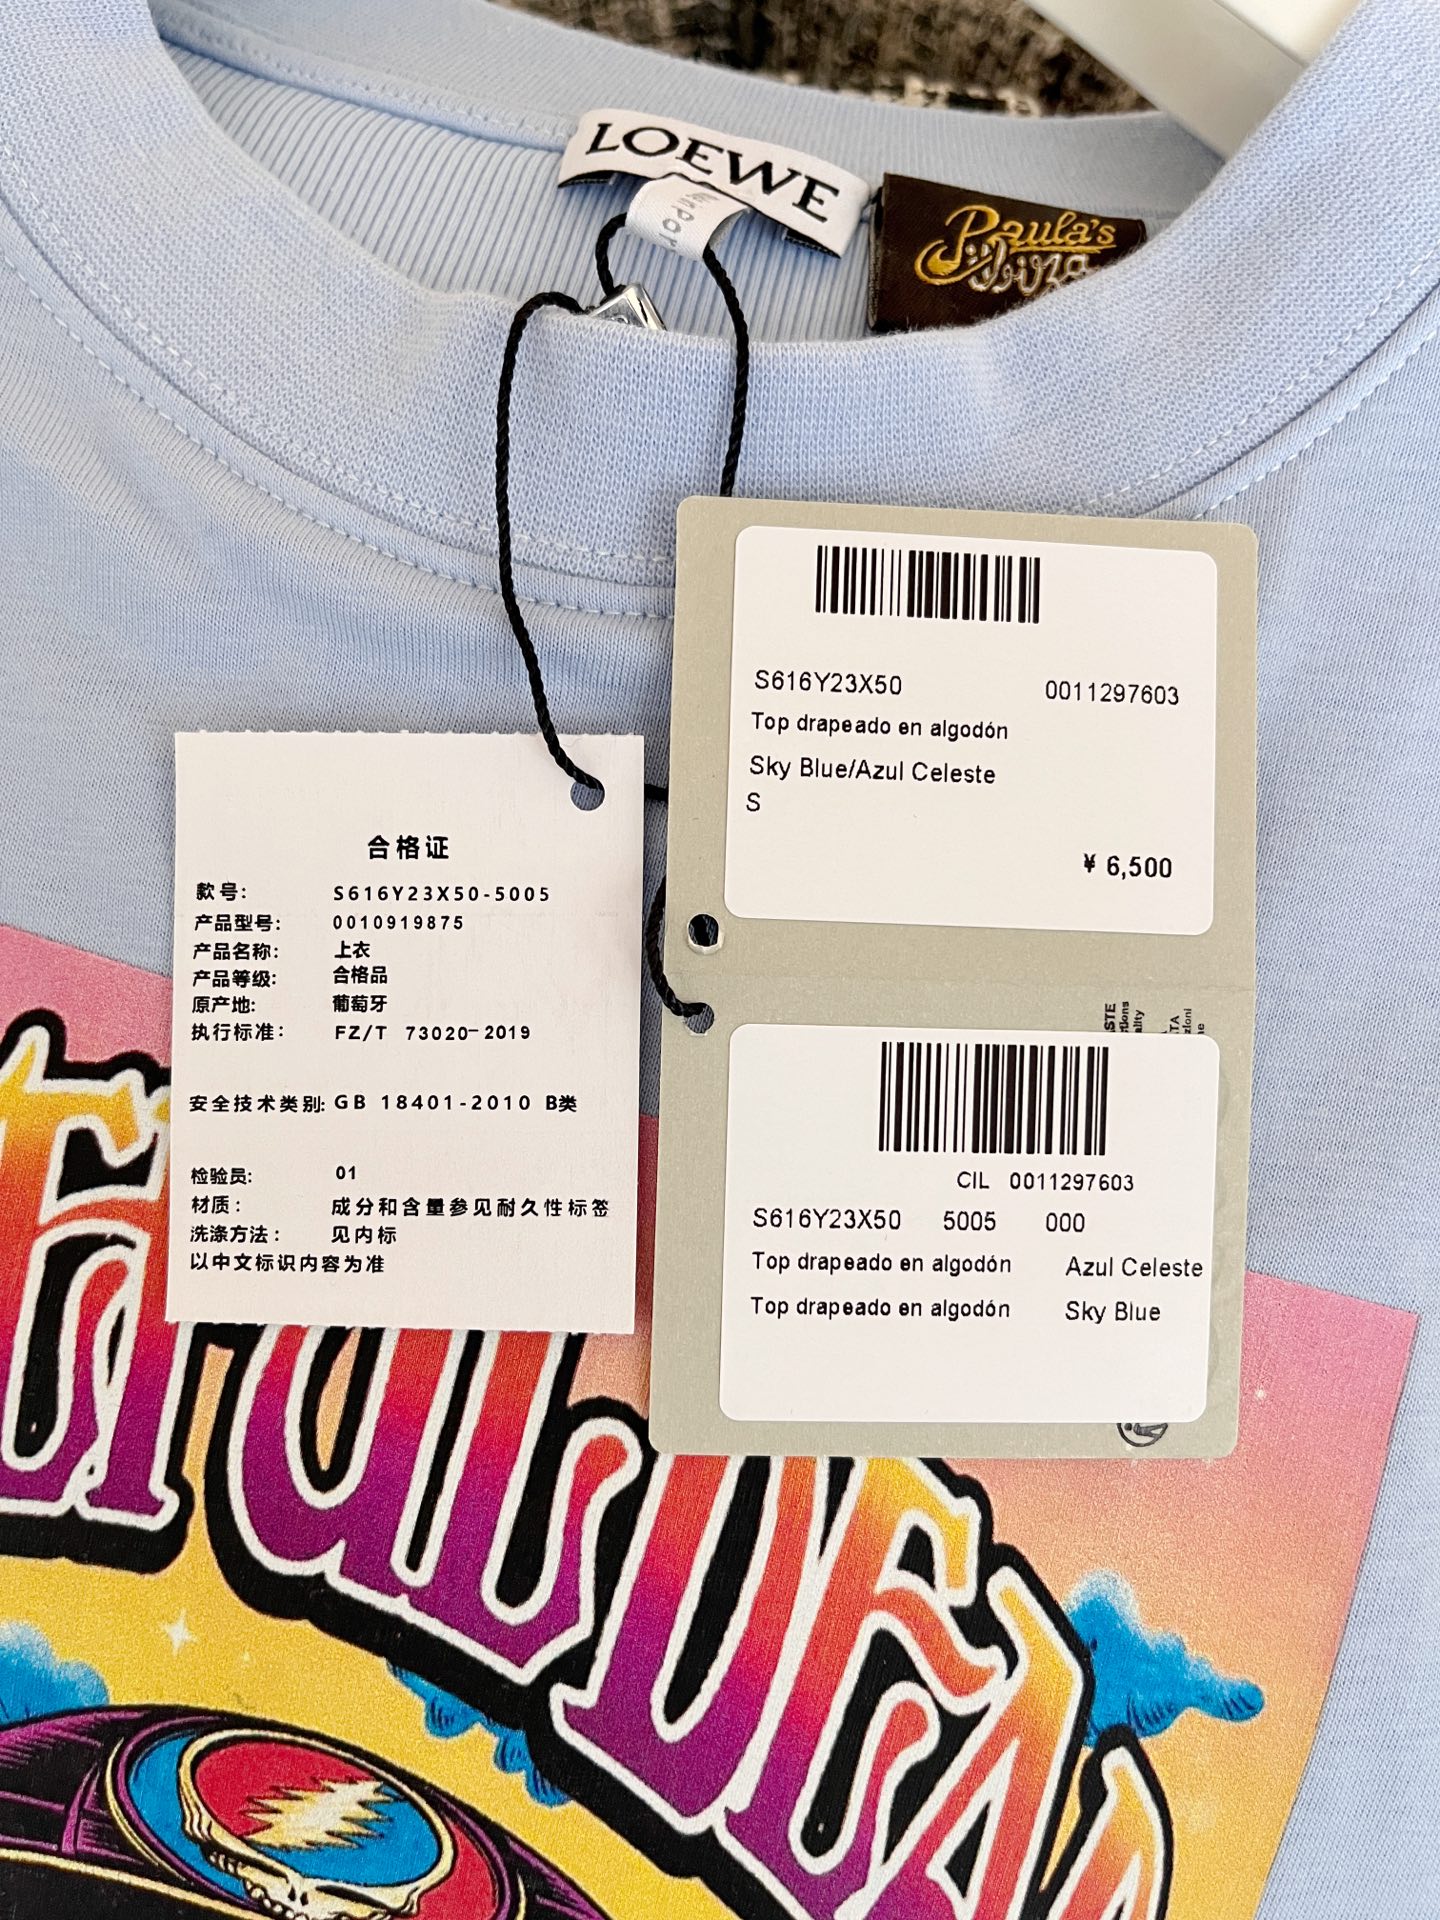 LOEWE
Paula's
Ibiza
S616Y23X50 0011297603
Top drapeado en algodón
Sky Blue/Azul Celeste
S
¥ 6,500
合格证
款号: S616Y23X50-5005
产品型号: 0010919875
产品名称: 上衣
产品等级: 合格品
原产地: 葡萄牙
执行标准: FZ/T 73020-2019
安全技术类别: GB 18401-2010 B类
检验员: 01
材质: 成分和含量参见耐久性标签
洗涤方法: 见内标
以中文标识内容为准
CIL 0011297603
S616Y23X50 5005 000
Top drapeado en algodón Azul Celeste
Top drapeado en algodón Sky Blue